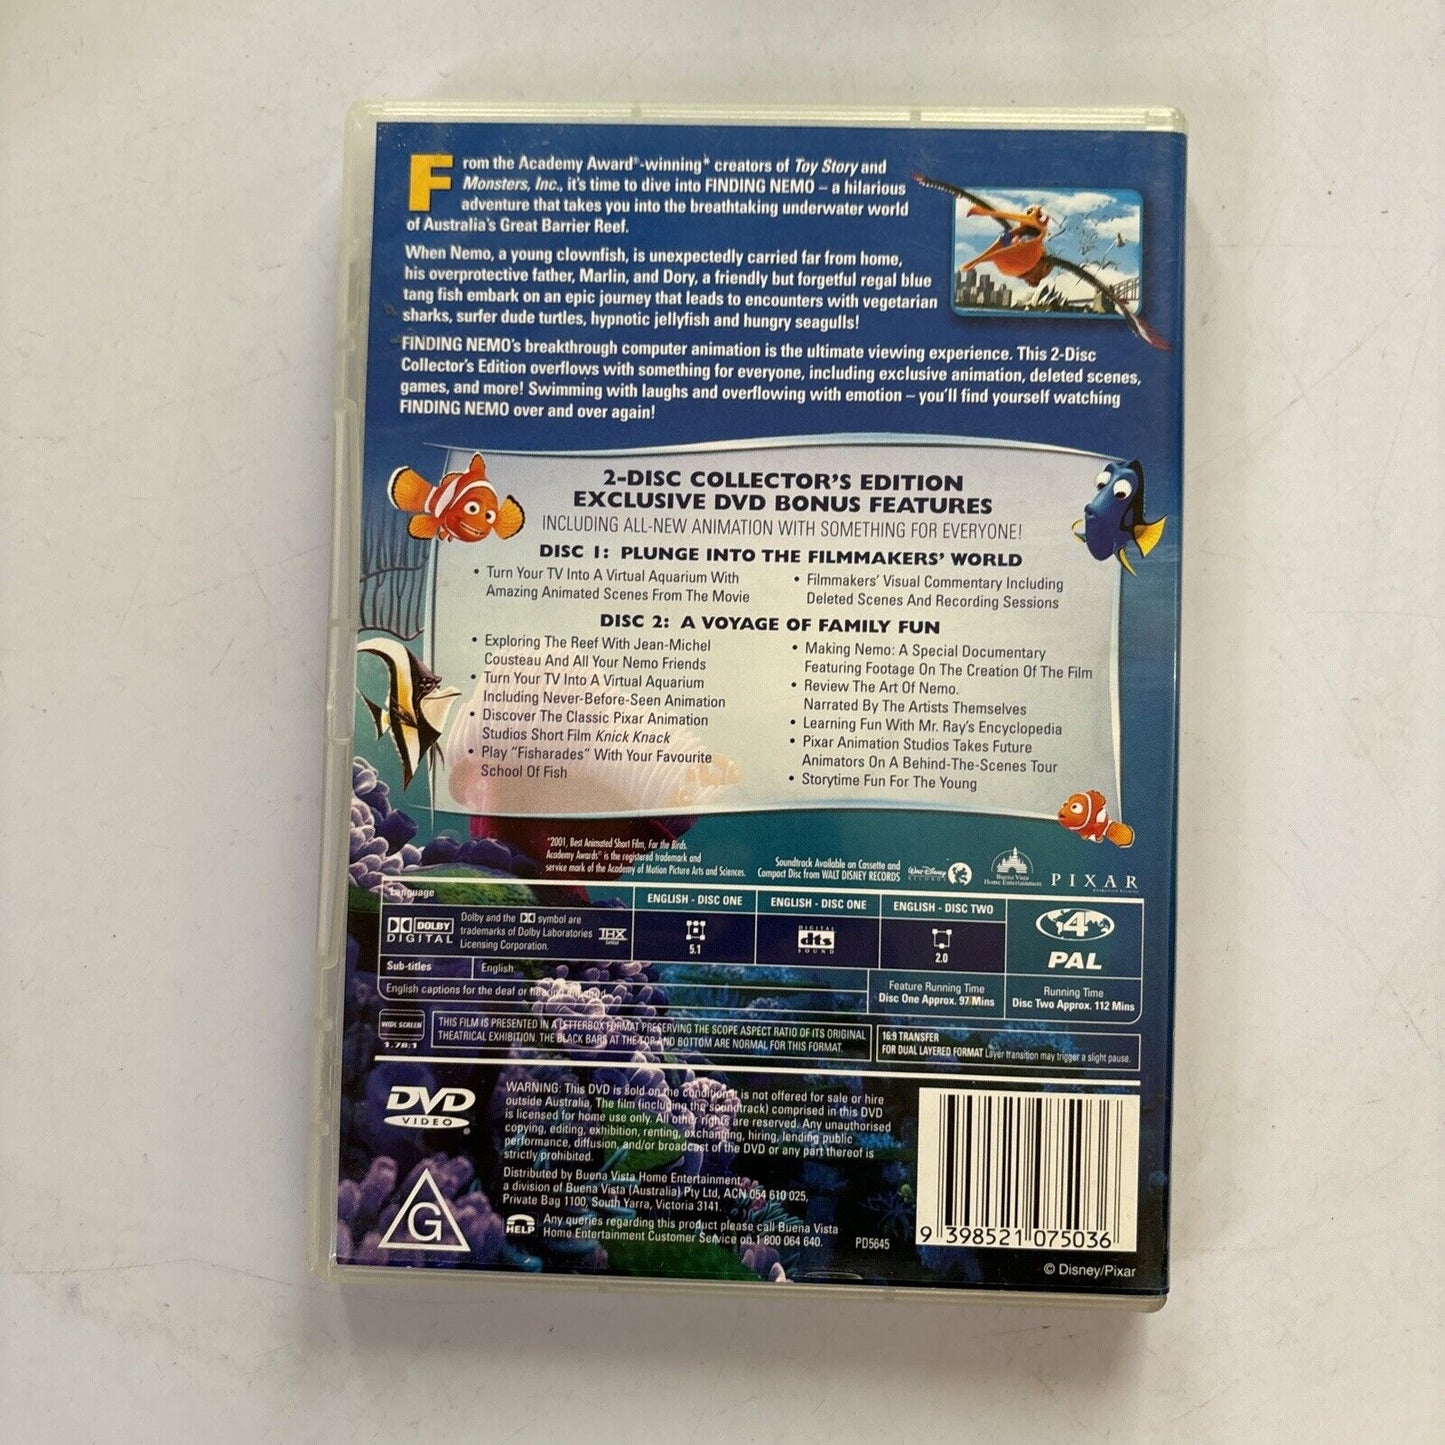 From the Academy Award®-winning* creators of Toy Story and
Monsters, Inc., it's time to dive into FINDING NEMO – a hilarious
adventure that takes you into the breathtaking underwater world
of Australia's Great Barrier Reef.
When Nemo, a young clownfish, is unexpectedly carried far from home,
his overprotective father, Marlin, and Dory, a friendly but forgetful regal blue
tang fish embark on an epic journey that leads to encounters with vegetarian
sharks, surfer dude turtles, hypnotic jellyfish and hungry seagulls!
FINDING NEMO's breakthrough computer animation is the ultimate viewing experience. This 2-Disc
Collector's Edition overflows with something for everyone, including exclusive animation, deleted scenes,
games, and more! Swimming with laughs and overflowing with emotion – you'll find yourself watching
FINDING NEMO over and over again!
2-DISC COLLECTOR'S EDITION
EXCLUSIVE DVD BONUS FEATURES
INCLUDING ALL-NEW ANIMATION WITH SOMETHING FOR EVERYONE!
DISC 1: PLUNGE INTO THE FILMMAKERS' WORLD
• Turn Your TV Into A Virtual Aquarium With
Amazing Animated Scenes From The Movie
• Filmmakers' Visual Commentary Including
Deleted Scenes And Recording Sessions
DISC 2: A VOYAGE OF FAMILY FUN
• Exploring The Reef With Jean-Michel
Cousteau And All Your Nemo Friends
• Turn Your TV Into A Virtual Aquarium
Including Never-Before-Seen Animation
• Discover The Classic Pixar Animation
Studios Short Film Knick Knack
• Play "Fisharades" With Your Favourite
School Of Fish
• Making Nemo: A Special Documentary
Featuring Footage On The Creation Of The Film
• Review The Art Of Nemo.
Narrated By The Artists Themselves
• Learning Fun With Mr. Ray's Encyclopedia
• Pixar Animation Studios Takes Future
Animators On A Behind-The-Scenes Tour
• Storytime Fun For The Young
*2001, Best Animated Short Film, For the Birds.
Academy Awards® is the registered trademark and
service mark of the Academy of Motion Picture Arts and Sciences.
Soundtrack Available on Cassette and
Compact Disc from WALT DISNEY RECORDS
Walt Disney
RECORDS
Buena Vista
Home Entertainment
PIXAR
ANIMATION STUDIOS
Language
ENGLISH - DISC ONE
ENGLISH - DISC ONE
ENGLISH - DISC TWO
DOLBY
DIGITAL
Dolby and the DD symbol are
trademarks of Dolby Laboratories
Licensing Corporation.
THX
5.1
DIGITAL
dts
SOUND
2.0
4
PAL
Sub-titles
English:
English captions for the deaf or hearing impaired
Feature Running Time
Disc One Approx. 97 Mins
Running Time
Disc Two Approx. 112 Mins
WIDE SCREEN
1.78:1
THIS FILM IS PRESENTED IN A LETTERBOX FORMAT PRESERVING THE SCOPE ASPECT RATIO OF ITS ORIGINAL
THEATRICAL EXHIBITION. THE BLACK BARS AT THE TOP AND BOTTOM ARE NORMAL FOR THIS FORMAT.
16:9 TRANSFER
FOR DUAL LAYERED FORMAT Layer transition may trigger a slight pause.
DVD
VIDEO
WARNING: This DVD is sold on the condition it is not offered for sale or hire
outside Australia. The film (including the soundtrack) comprised in this DVD
is licensed for home use only. All other rights are reserved. Any unauthorised
copying, editing, exhibition, renting, exchanging, hiring, lending public
performance, diffusion, and/or broadcast of the DVD or any part thereof is
strictly prohibited.
Distributed by Buena Vista Home Entertainment,
a division of Buena Vista (Australia) Pty Ltd, ACN 054 610 025,
Private Bag 1100, South Yarra, Victoria 3141.
HELP
Any queries regarding this product please call Buena Vista
Home Entertainment Customer Service on 1 800 064 640.
PD5645
G
9 398521 075036
© Disney/Pixar